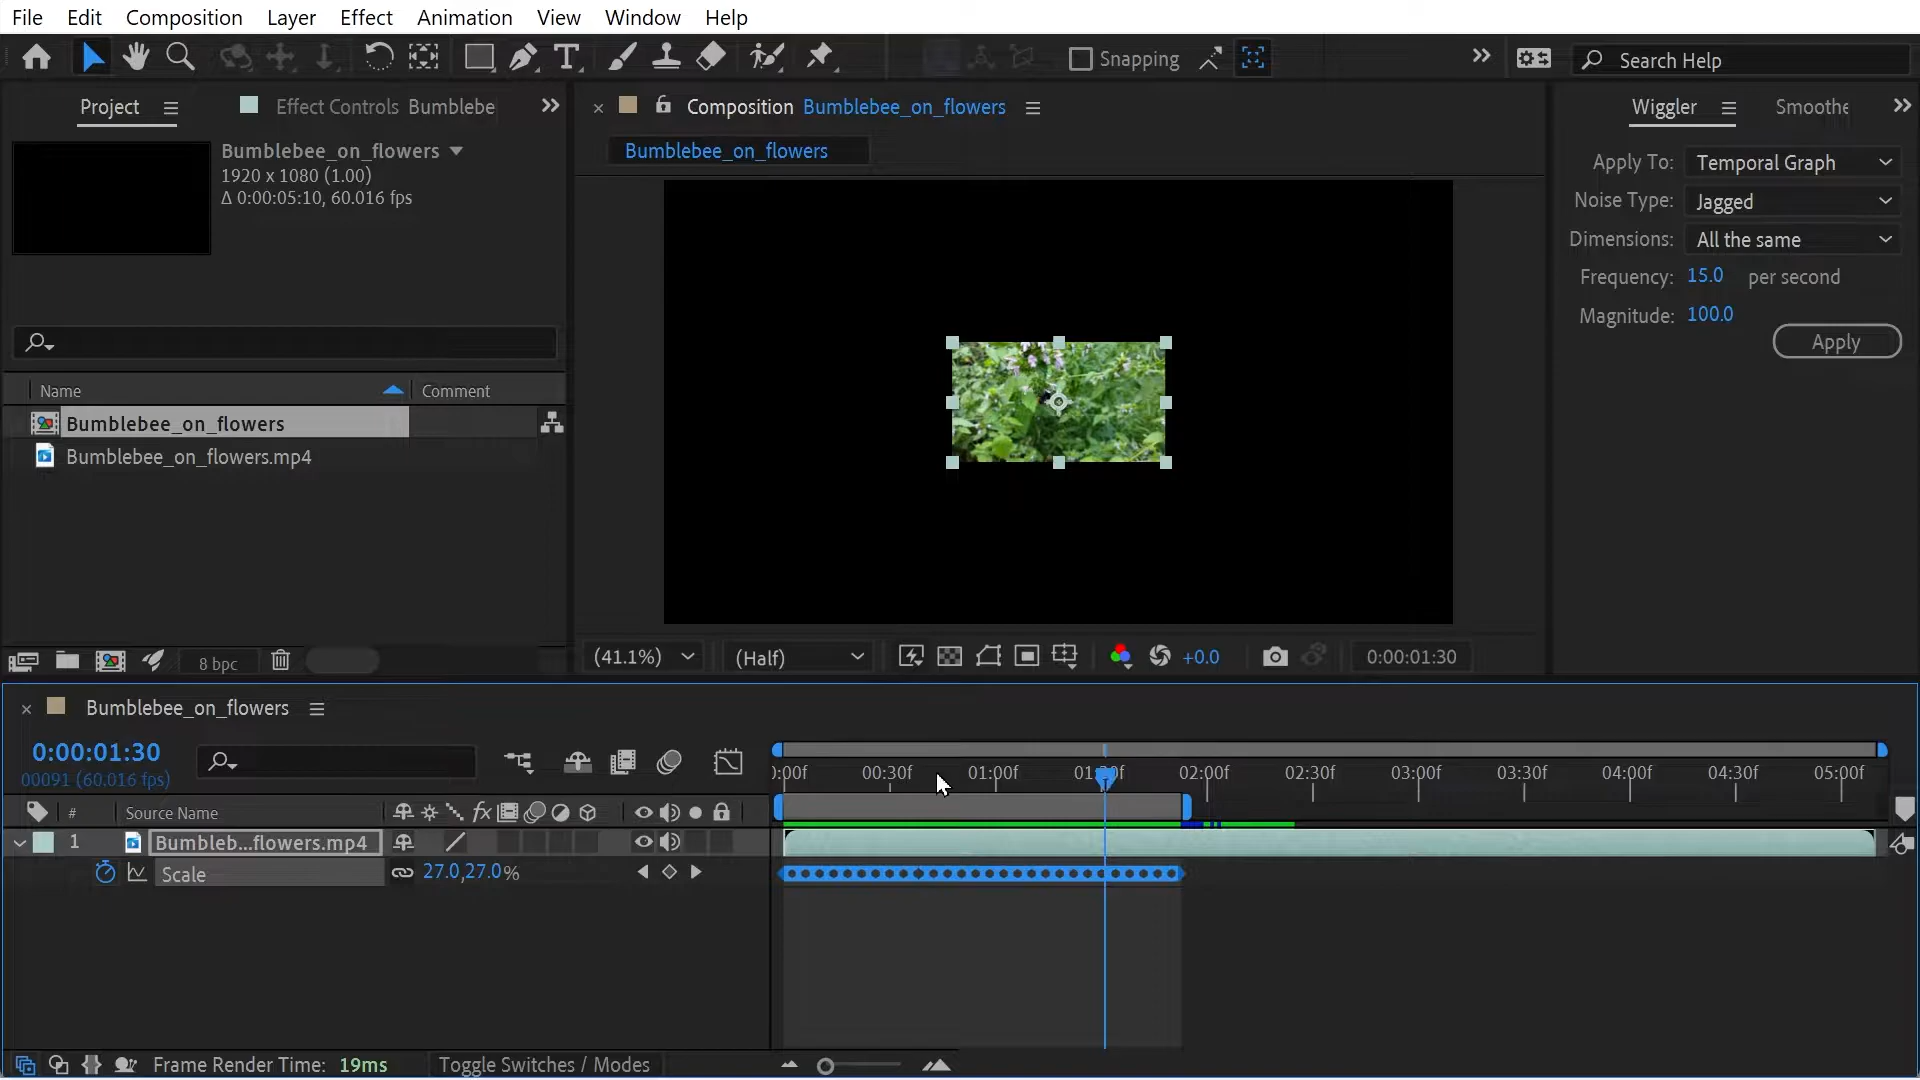 File Edit Composition Layer Effect Animation View Window Help
Snapping
Search Help
Project
Effect Controls Bumblebe
Composition Bumblebee_on_flowers
Wiggler
Smoothe
Bumblebee_on_flowers
1920 x 1080 (1.00)
Δ 0:00:05:10, 60.016 fps
Bumblebee_on_flowers
Apply To: Temporal Graph
Noise Type: Jagged
Dimensions: All the same
Frequency: 15.0 per second
Magnitude: 100.0
Apply
Name Comment
Bumblebee_on_flowers
Bumblebee_on_flowers.mp4
8 bpc
(41.1%) (Half) +0.0 0:00:01:30
Bumblebee_on_flowers
0:00:01:30
00091 (60.016 fps)
):00f 00:30f 01:00f 01:30f 02:00f 02:30f 03:00f 03:30f 04:00f 04:30f 05:00f
# Source Name fx
1 Bumbleb...flowers.mp4
Scale 27.0,27.0%
Frame Render Time: 19ms Toggle Switches / Modes